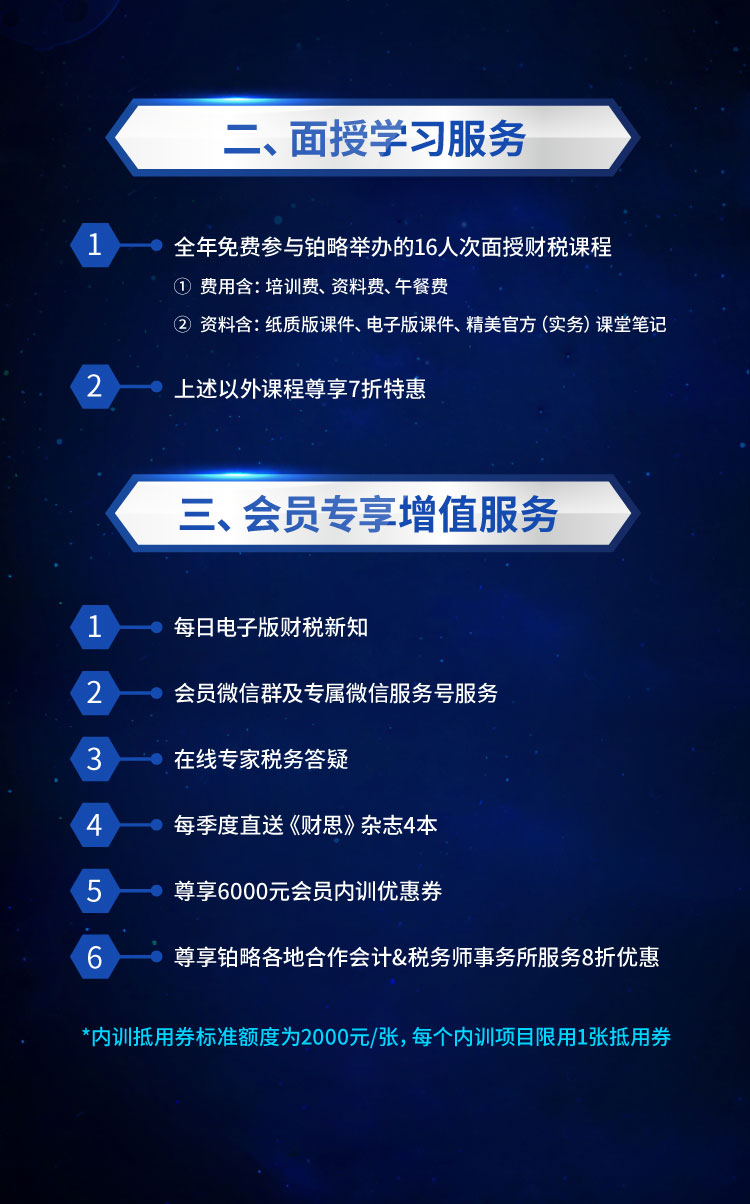 二、面授学习服务
1 全年免费参与铂略举办的16人次面授财税课程
① 费用含：培训费、资料费、午餐费
② 资料含：纸质版课件、电子版课件、精美官方（实务）课堂笔记
2 上述以外课程尊享7折特惠
三、会员专享增值服务
1 每日电子版财税新知
2 会员微信群及专属微信服务号服务
3 在线专家税务答疑
4 每季度直送《财思》杂志4本
5 尊享6000元会员内训优惠券
6 尊享铂略各地合作会计&税务师事务所服务8折优惠
*内训抵用券标准额度为2000元/张，每个内训项目限用1张抵用券